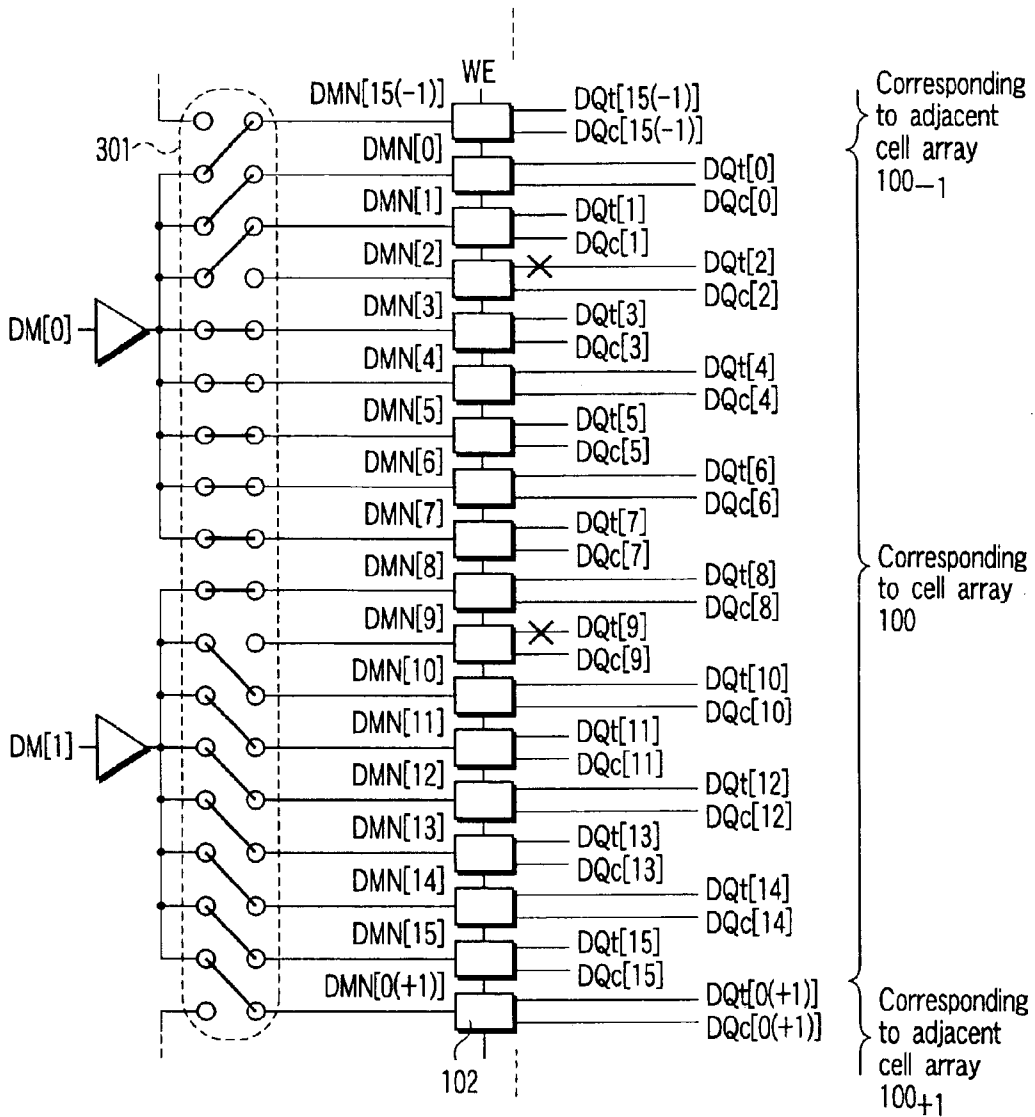 WE
DMN[15(-1)]
DQt[15(-1)]
DQc[15(-1)]
Corresponding
to adjacent
cell array
100-1
301
DMN[0]
DQt[0]
DQc[0]
DMN[1]
DQt[1]
DQc[1]
DMN[2]
DQt[2]
DQc[2]
DM[0]
DMN[3]
DQt[3]
DQc[3]
DMN[4]
DQt[4]
DQc[4]
DMN[5]
DQt[5]
DQc[5]
DMN[6]
DQt[6]
DQc[6]
DMN[7]
DQt[7]
DQc[7]
Corresponding
to cell array
100
DMN[8]
DQt[8]
DQc[8]
DMN[9]
DQt[9]
DQc[9]
DMN[10]
DQt[10]
DQc[10]
DM[1]
DMN[11]
DQt[11]
DQc[11]
DMN[12]
DQt[12]
DQc[12]
DMN[13]
DQt[13]
DQc[13]
DMN[14]
DQt[14]
DQc[14]
DMN[15]
DQt[15]
DQc[15]
DMN[0(+1)]
DQt[0(+1)]
DQc[0(+1)]
Corresponding
to adjacent
cell array
100+1
102